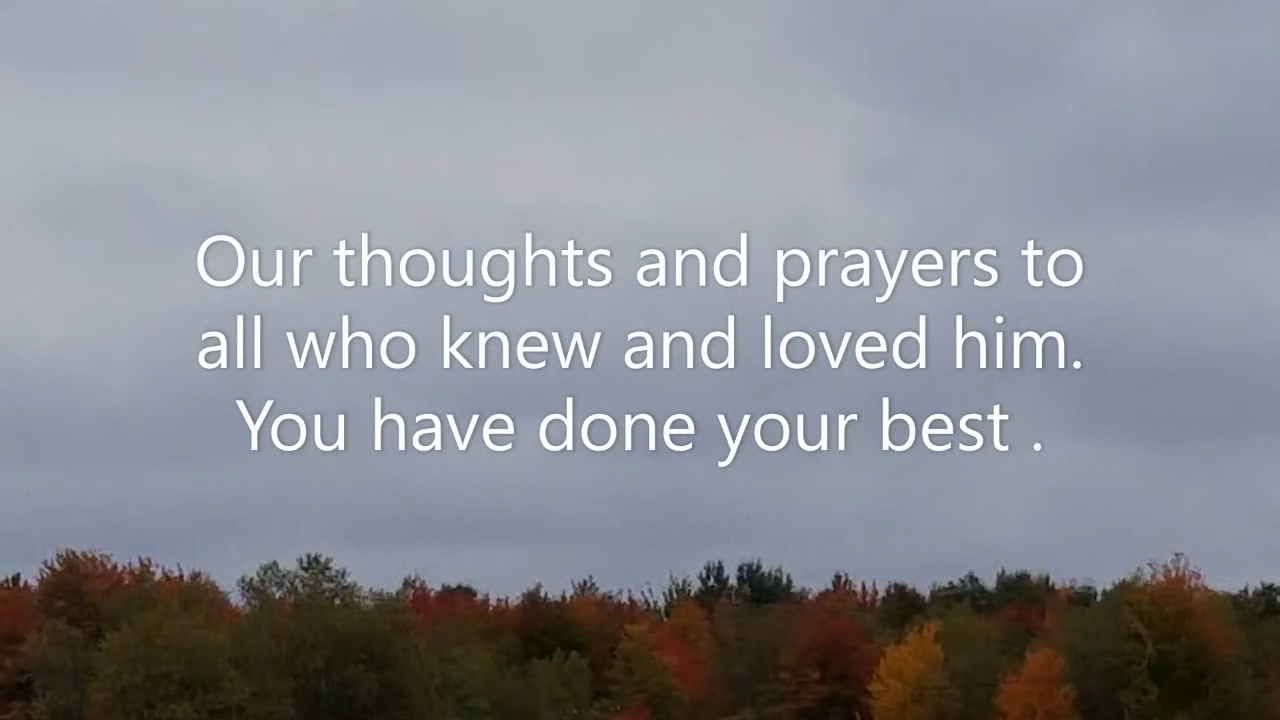 Our thoughts and prayers to
all who knew and loved him.
You have done your best .